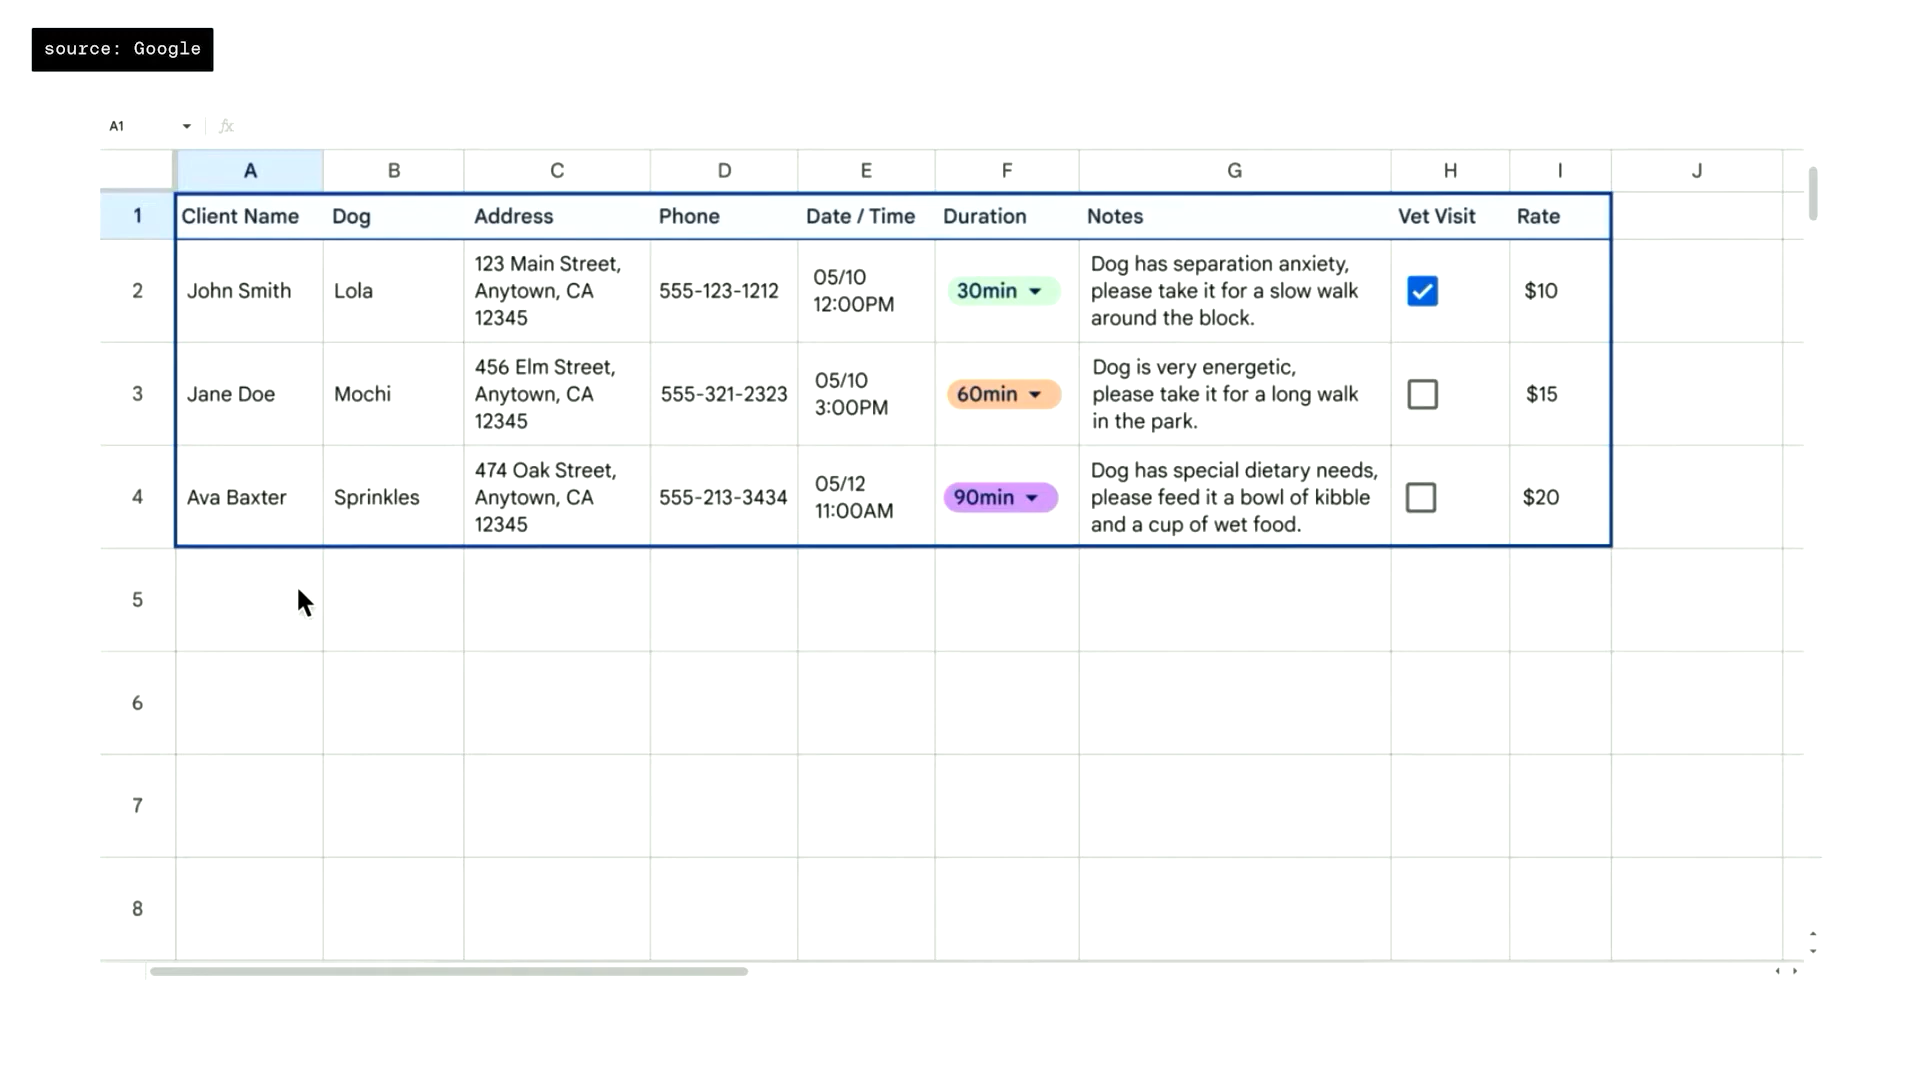 source: Google
A1 fx
A B C D E F G H I J
1 Client Name Dog Address Phone Date / Time Duration Notes Vet Visit Rate
2 John Smith Lola 123 Main Street,
Anytown, CA
12345 555-123-1212 05/10
12:00PM 30min Dog has separation anxiety,
please take it for a slow walk
around the block. $10
3 Jane Doe Mochi 456 Elm Street,
Anytown, CA
12345 555-321-2323 05/10
3:00PM 60min Dog is very energetic,
please take it for a long walk
in the park. $15
4 Ava Baxter Sprinkles 474 Oak Street,
Anytown, CA
12345 555-213-3434 05/12
11:00AM 90min Dog has special dietary needs,
please feed it a bowl of kibble
and a cup of wet food. $20
5
6
7
8